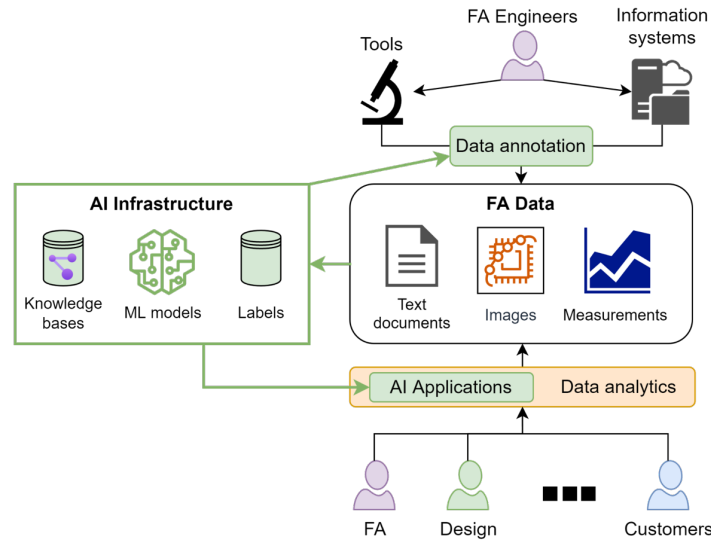 FA Engineers
Information
systems
Tools
Data annotation
AI Infrastructure
FA Data
Knowledge
bases
ML models
Labels
Text
documents
Images
Measurements
AI Applications
Data analytics
FA
Design
Customers